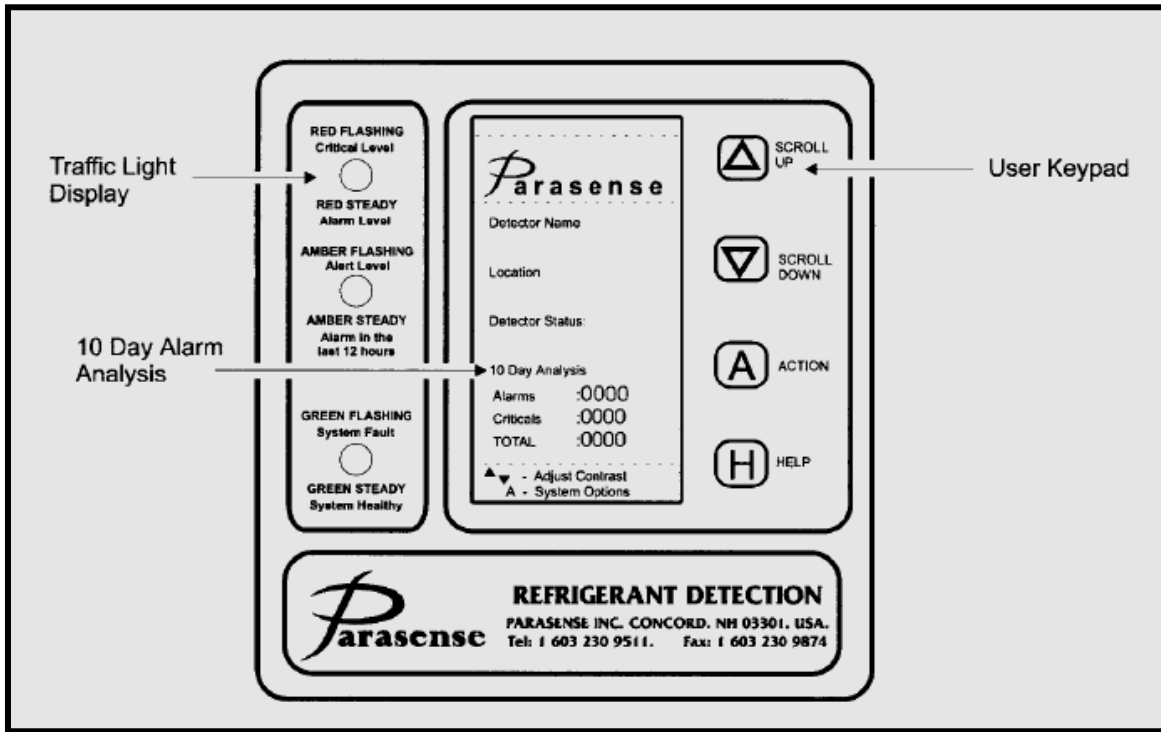 Traffic Light
Display
10 Day Alarm
Analysis
RED FLASHING
Critical Level
RED STEADY
Alarm Level
AMBER FLASHING
Alert Level
AMBER STEADY
Alarm in the
last 12 hours
GREEN FLASHING
System Fault
GREEN STEADY
System Healthy
Parasense
Detector Name
Location
Detector Status:
10 Day Analysis
Alarms :0000
Criticals :0000
TOTAL :0000
▲▼ - Adjust Contrast
A - System Options
SCROLL
UP
SCROLL
DOWN
A ACTION
H HELP
User Keypad
Parasense
REFRIGERANT DETECTION
PARASENSE INC. CONCORD. NH 03301. USA.
Tel: 1 603 230 9511. Fax: 1 603 230 9874